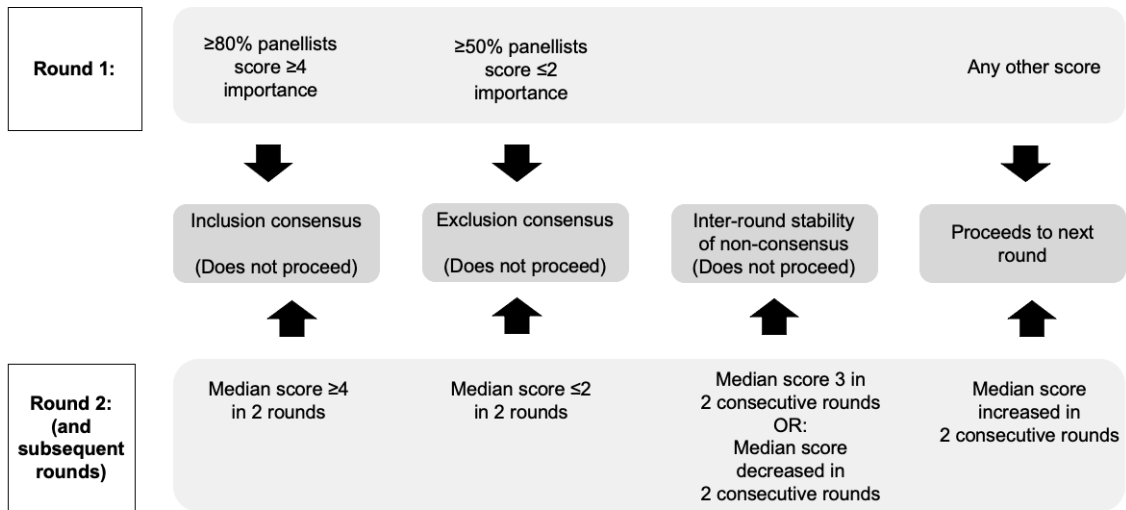 Round 1:
≥80% panellists
score ≥4
importance
≥50% panellists
score ≤2
importance
Any other score
Inclusion consensus
(Does not proceed)
Exclusion consensus
(Does not proceed)
Inter-round stability
of non-consensus
(Does not proceed)
Proceeds to next
round
Round 2:
(and
subsequent
rounds)
Median score ≥4
in 2 rounds
Median score ≤2
in 2 rounds
Median score 3 in
2 consecutive rounds
OR:
Median score
decreased in
2 consecutive rounds
Median score
increased in
2 consecutive rounds